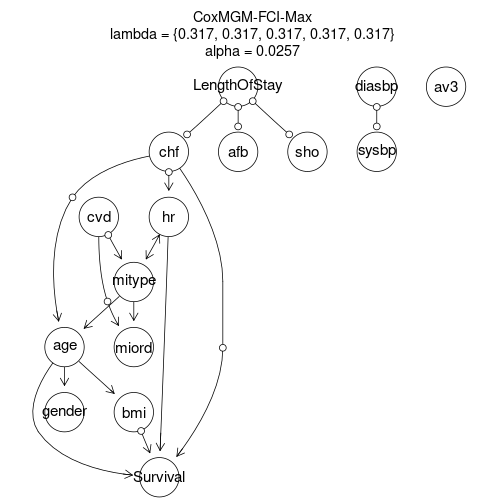 CoxMGM-FCI-Max
lambda = {0.317, 0.317, 0.317, 0.317, 0.317}
alpha = 0.0257
LengthOfStay
diasbp
av3
chf
afb
sho
sysbp
cvd
hr
mitype
age
miord
gender
bmi
Survival